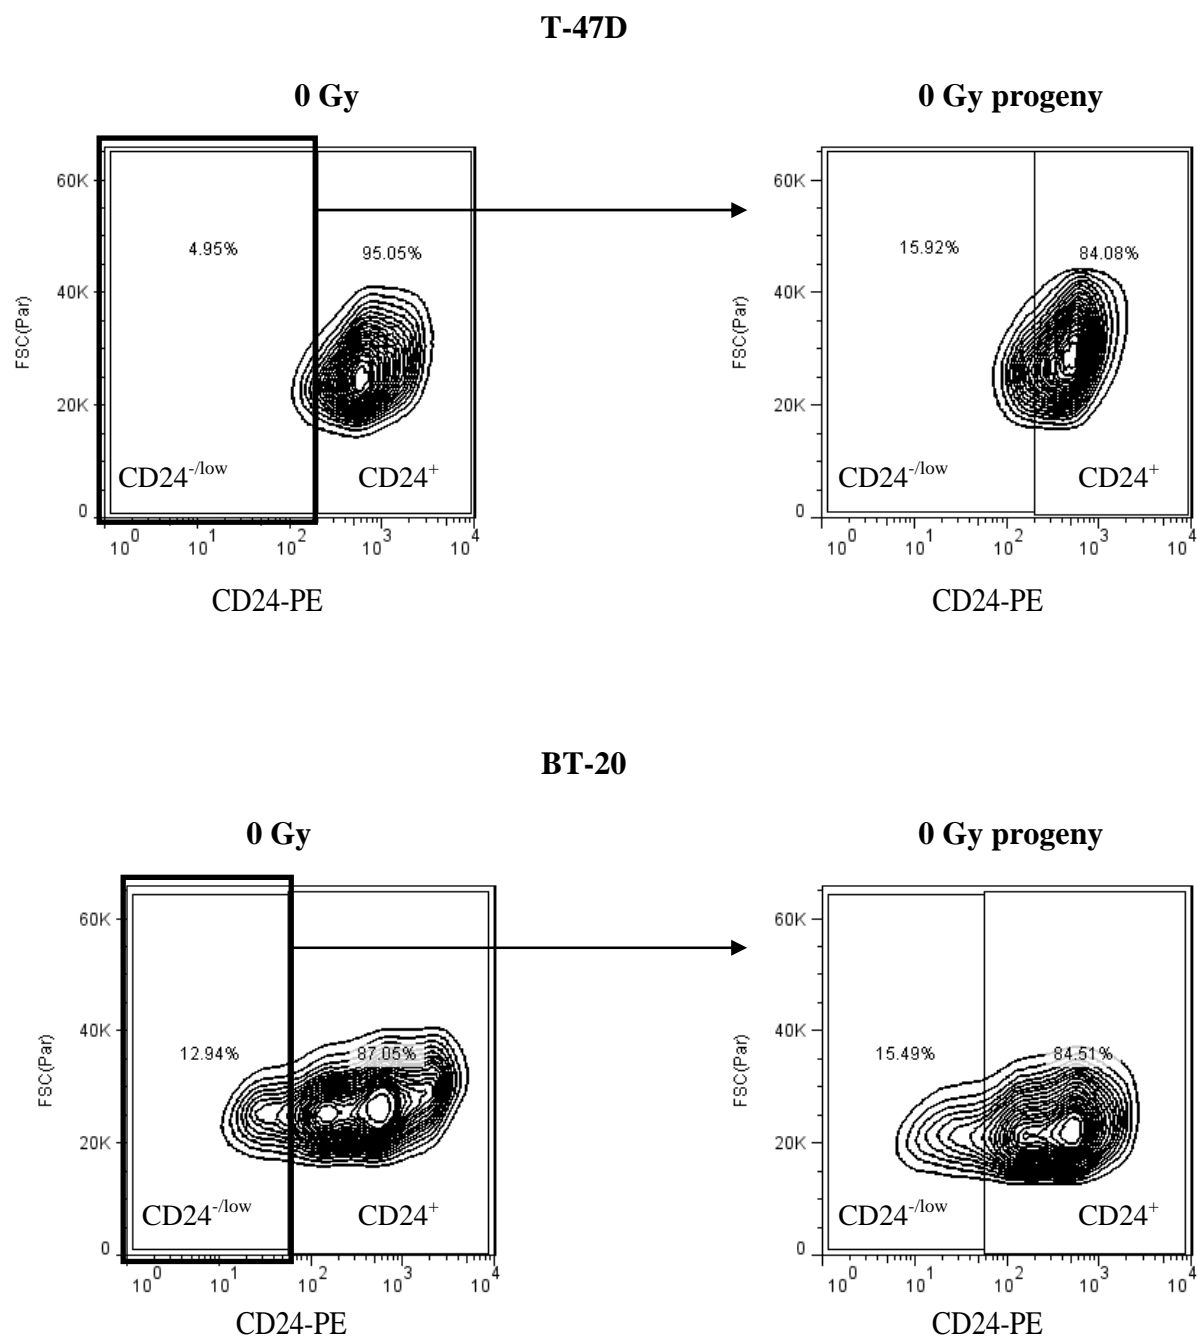 T-47D
0 Gy
0 Gy progeny
60K
40K
20K
0
FSC(Par)
4.95%
95.05%
CD24-/low
CD24+
10^0 10^1 10^2 10^3 10^4
CD24-PE
60K
40K
20K
0
FSC(Par)
15.92%
84.08%
CD24-/low
CD24+
10^0 10^1 10^2 10^3 10^4
CD24-PE
BT-20
0 Gy
0 Gy progeny
60K
40K
20K
0
FSC(Par)
12.94%
87.05%
CD24-/low
CD24+
10^0 10^1 10^2 10^3 10^4
CD24-PE
60K
40K
20K
0
FSC(Par)
15.49%
84.51%
CD24-/low
CD24+
10^0 10^1 10^2 10^3 10^4
CD24-PE